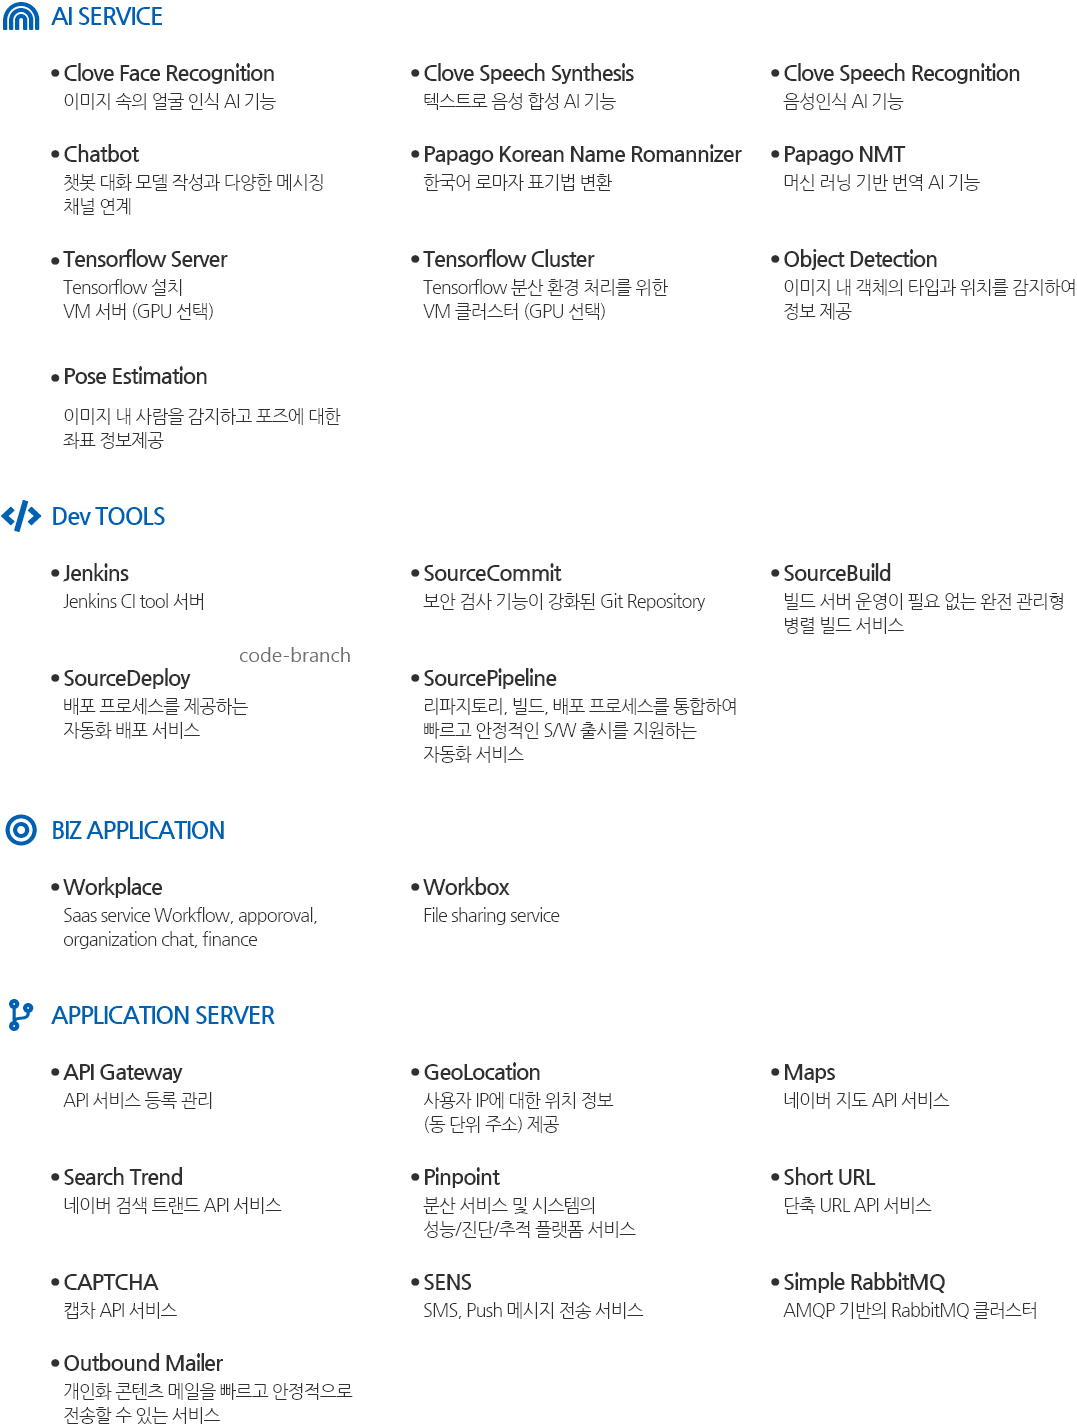 AI SERVICE
• Clove Face Recognition
이미지 속의 얼굴 인식 AI 기능
• Clove Speech Synthesis
텍스트로 음성 합성 AI 기능
• Clove Speech Recognition
음성인식 AI 기능
• Chatbot
챗봇 대화 모델 작성과 다양한 메시징
채널 연계
• Papago Korean Name Romannizer
한국어 로마자 표기법 변환
• Papago NMT
머신 러닝 기반 번역 AI 기능
• Tensorflow Server
Tensorflow 설치
VM 서버 (GPU 선택)
• Tensorflow Cluster
Tensorflow 분산 환경 처리를 위한
VM 클러스터 (GPU 선택)
• Object Detection
이미지 내 객체의 타입과 위치를 감지하여
정보 제공
• Pose Estimation
이미지 내 사람을 감지하고 포즈에 대한
좌표 정보제공
Dev TOOLS
• Jenkins
Jenkins CI tool 서버
• SourceCommit
보안 검사 기능이 강화된 Git Repository
• SourceBuild
빌드 서버 운영이 필요 없는 완전 관리형
병렬 빌드 서비스
code-branch
• SourceDeploy
배포 프로세스를 제공하는
자동화 배포 서비스
• SourcePipeline
리파지토리, 빌드, 배포 프로세스를 통합하여
빠르고 안정적인 S/W 출시를 지원하는
자동화 서비스
BIZ APPLICATION
• Workplace
Saas service Workflow, apporoval,
organization chat, finance
• Workbox
File sharing service
APPLICATION SERVER
• API Gateway
API 서비스 등록 관리
• GeoLocation
사용자 IP에 대한 위치 정보
(동 단위 주소) 제공
• Maps
네이버 지도 API 서비스
• Search Trend
네이버 검색 트랜드 API 서비스
• Pinpoint
분산 서비스 및 시스템의
성능/진단/추적 플랫폼 서비스
• Short URL
단축 URL API 서비스
• CAPTCHA
캡차 API 서비스
• SENS
SMS, Push 메시지 전송 서비스
• Simple RabbitMQ
AMQP 기반의 RabbitMQ 클러스터
• Outbound Mailer
개인화 콘텐츠 메일을 빠르고 안정적으로
전송할 수 있는 서비스